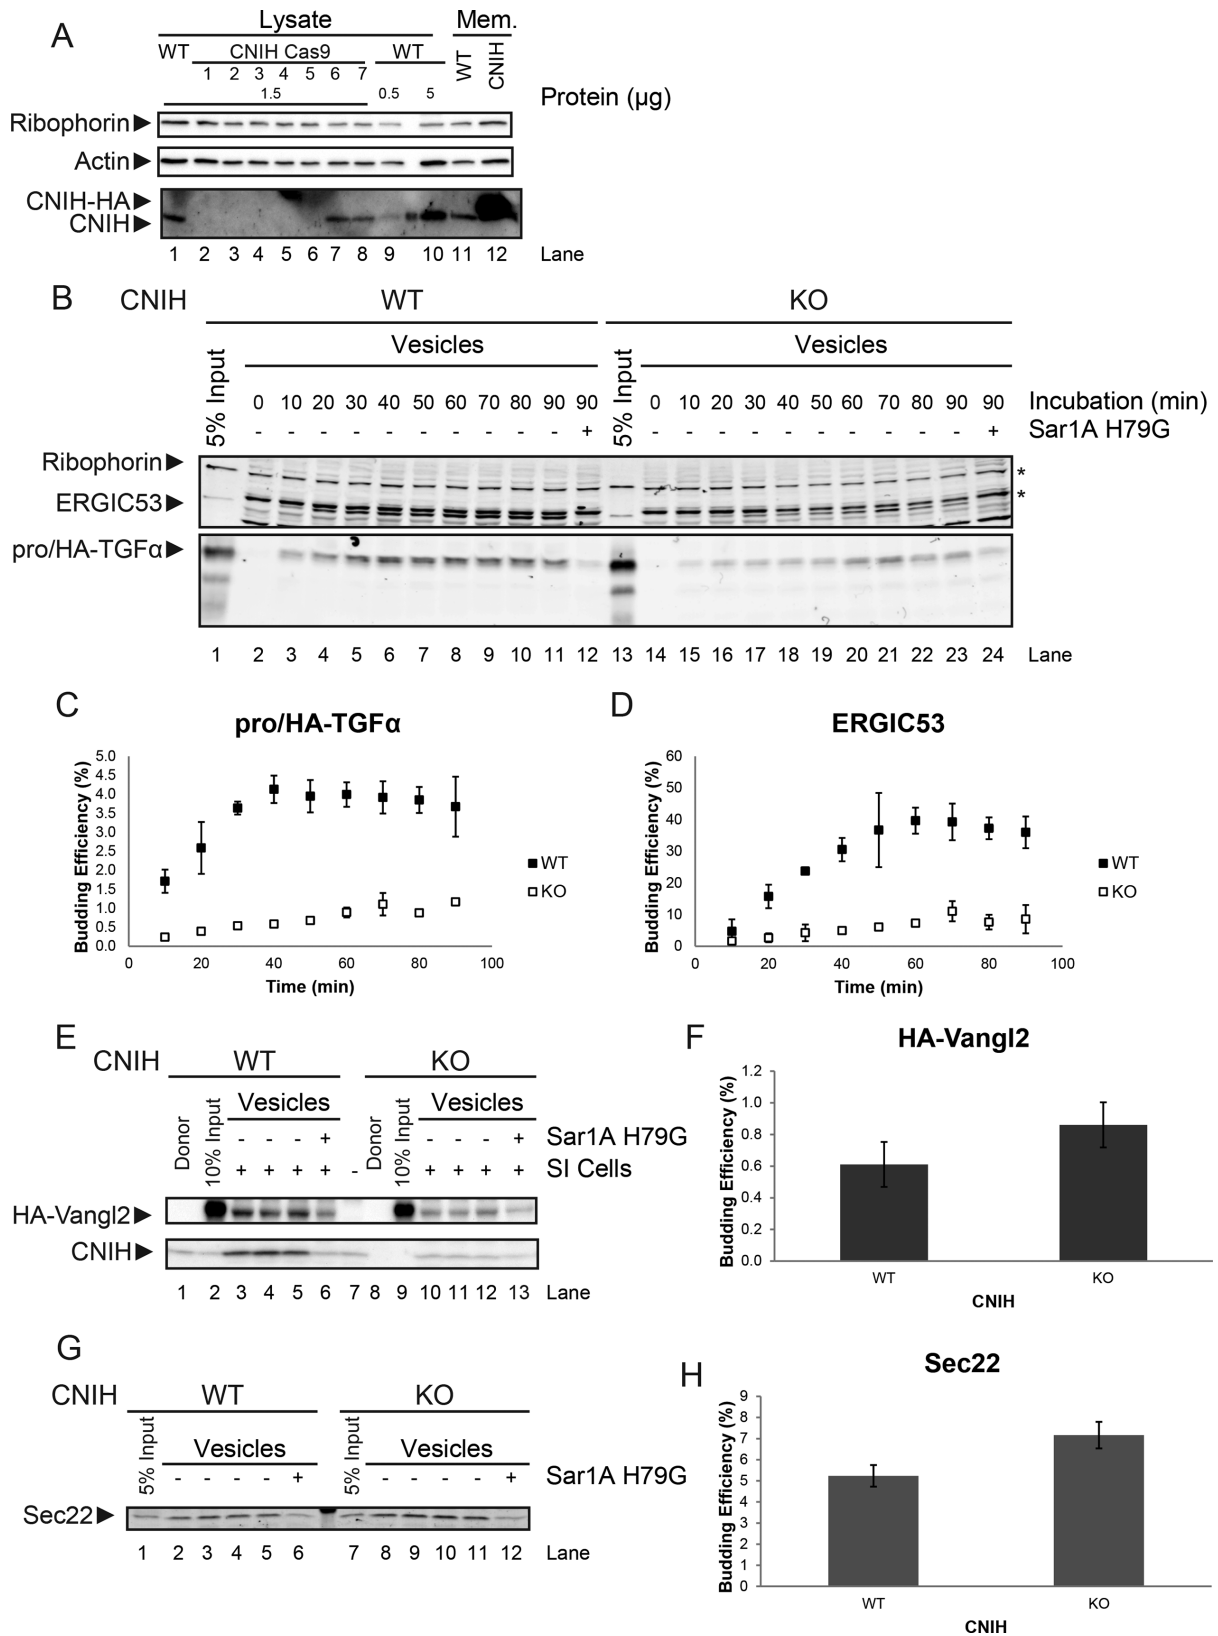 A
Lysate Mem.
WT CNIH Cas9 WT WT CNIH
1 2 3 4 5 6 7
1.5 0.5 5 Protein (µg)
Ribophorin
Actin
CNIH-HA
CNIH
1 2 3 4 5 6 7 8 9 10 11 12 Lane
B CNIH WT KO
5% Input Vesicles 5% Input Vesicles
0 10 20 30 40 50 60 70 80 90 90 0 10 20 30 40 50 60 70 80 90 90 Incubation (min)
- - - - - - - - - - + - - - - - - - - - - + Sar1A H79G
Ribophorin *
ERGIC53 *
pro/HA-TGFα
1 2 3 4 5 6 7 8 9 10 11 12 13 14 15 16 17 18 19 20 21 22 23 24 Lane
C
pro/HA-TGFα
Budding Efficiency (%)
5.0
4.5
4.0
3.5
3.0
2.5
2.0
1.5
1.0
0.5
0.0
0 20 40 60 80 100
Time (min)
WT
KO
D
ERGIC53
Budding Efficiency (%)
60
50
40
30
20
10
0
0 20 40 60 80 100
Time (min)
WT
KO
E
CNIH WT KO
Donor 10% Input Vesicles Donor 10% Input Vesicles
- - - + - - - + Sar1A H79G
+ + + + - + + + + SI Cells
HA-Vangl2
CNIH
1 2 3 4 5 6 7 8 9 10 11 12 13 Lane
F
HA-Vangl2
Budding Efficiency (%)
1.2
1.0
0.8
0.6
0.4
0.2
0.0
WT KO
CNIH
G
CNIH WT KO
5% Input Vesicles 5% Input Vesicles
- - - - + - - - - + Sar1A H79G
Sec22
1 2 3 4 5 6 7 8 9 10 11 12 Lane
H
Sec22
Budding Efficiency (%)
9
8
7
6
5
4
3
2
1
0
WT KO
CNIH